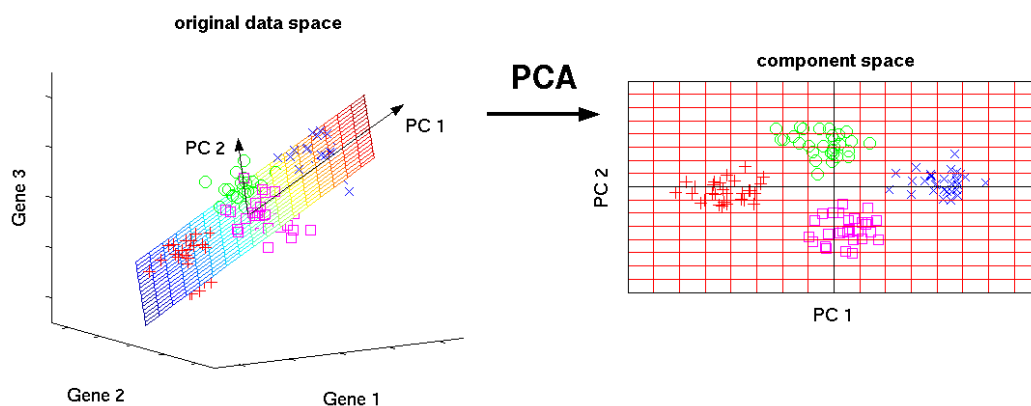 original data space
Gene 3
PC 2
PC 1
Gene 2
Gene 1
PCA
component space
PC 2
PC 1